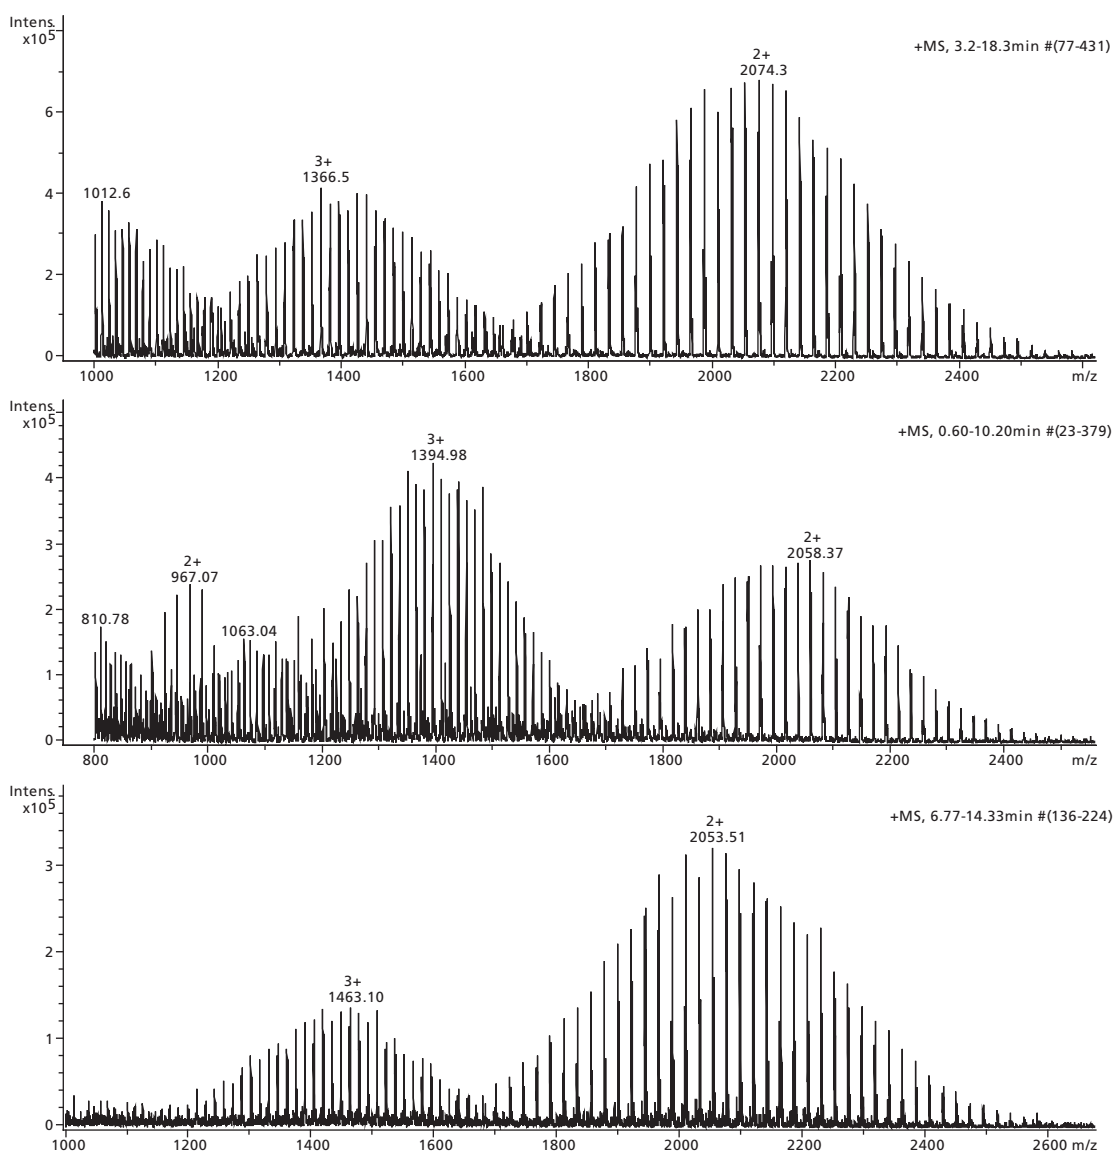 Intens.
x10⁵
+MS, 3.2-18.3min #(77-431)
2+
2074.3
6
3+
1366.5
1012.6
4
2
0
1000 1200 1400 1600 1800 2000 2200 2400 m/z
Intens.
x10⁵
+MS, 0.60-10.20min #(23-379)
3+
1394.98
4
2+
2058.37
3
2+
967.07
2
810.78
1063.04
1
0
800 1000 1200 1400 1600 1800 2000 2200 2400 m/z
Intens.
x10⁵
+MS, 6.77-14.33min #(136-224)
2+
2053.51
3
2
3+
1463.10
1
0
1000 1200 1400 1600 1800 2000 2200 2400 2600 m/z